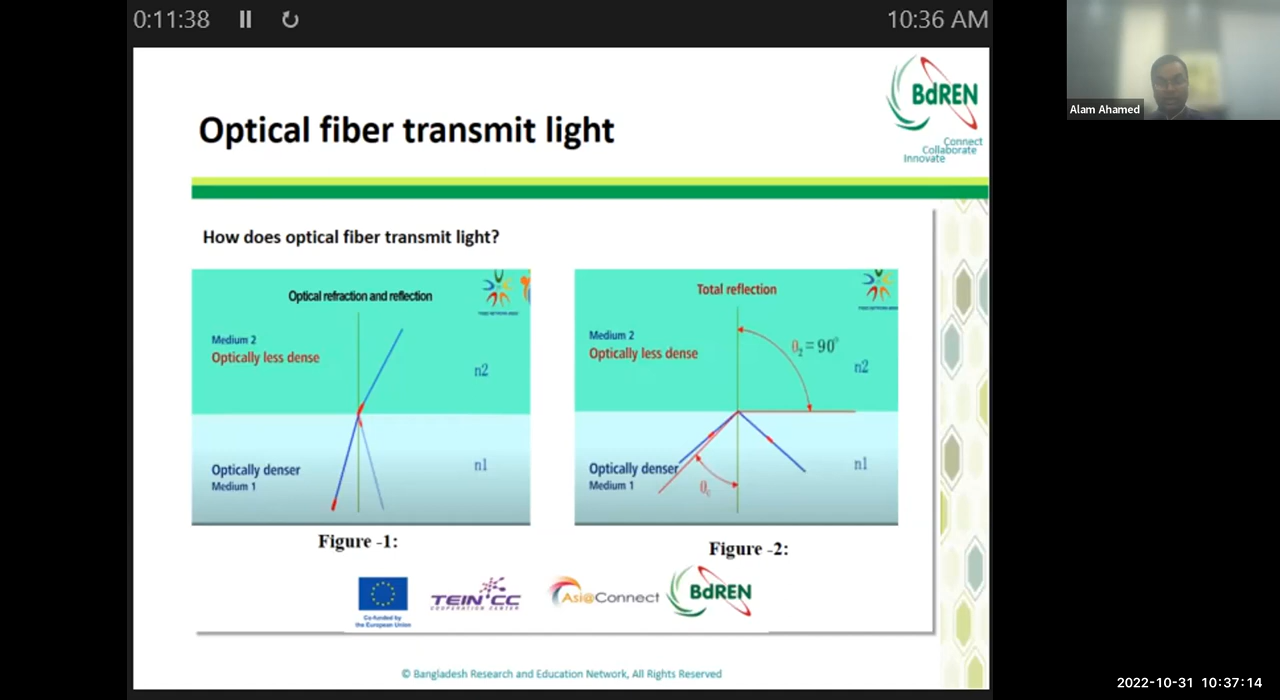 0:11:38
10:36 AM
Alam Ahamed
BdREN
Connect
Collaborate
Innovate
Optical fiber transmit light
How does optical fiber transmit light?
Optical refraction and reflection
Medium 2
Optically less dense
n2
Optically denser
Medium 1
n1
Figure -1:
Total reflection
Medium 2
Optically less dense
θ₂ = 90°
n2
Optically denser
Medium 1
n1
Figure -2:
Co-funded by
the European Union
TEIN*CC
COOPERATION CENTER
Asi@Connect
BdREN
© Bangladesh Research and Education Network, All Rights Reserved
2022-10-31 10:37:14